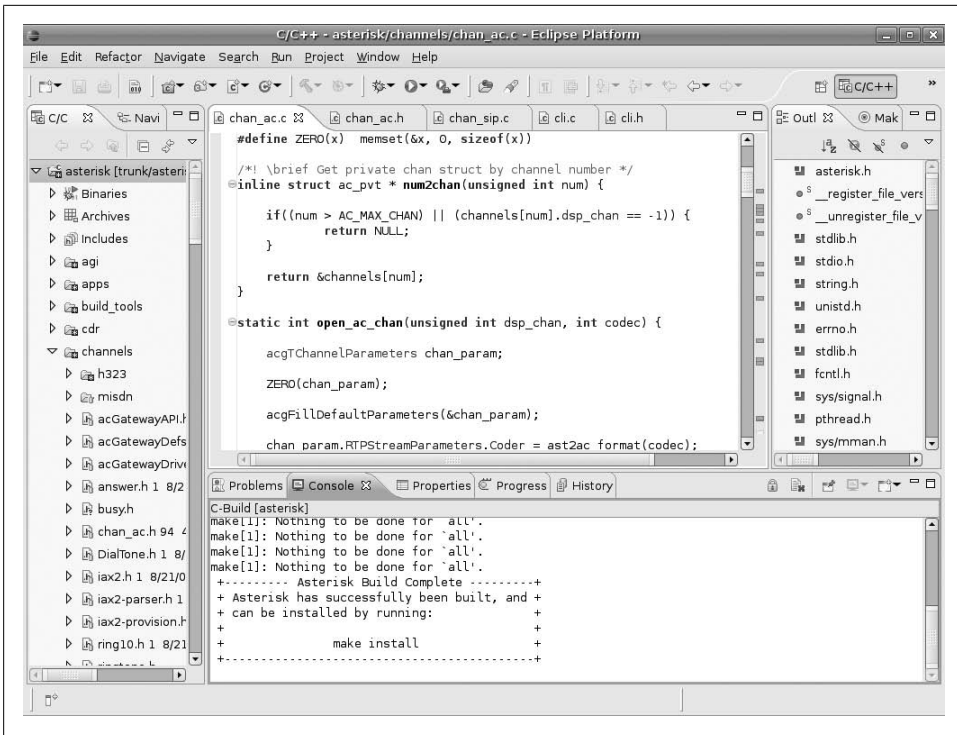 C/C++ - asterisk/channels/chan_ac.c - Eclipse Platform
File Edit Refactor Navigate Search Run Project Window Help
C/C++ »
C/C Navi
asterisk [trunk/asteri
Binaries
Archives
Includes
agi
apps
build_tools
cdr
channels
h323
misdn
acGatewayAPI.h
acGatewayDefs
acGatewayDrive
answer.h 1 8/2
busy.h
chan_ac.h 94 4
DialTone.h 1 8/
iax2.h 1 8/21/0
iax2-parser.h 1
iax2-provision.h
ring10.h 1 8/21
chan_ac.c chan_ac.h chan_sip.c cli.c cli.h
#define ZERO(x) memset(&x, 0, sizeof(x))
/*! \brief Get private chan struct by channel number */
inline struct ac_pvt * num2chan(unsigned int num) {
if((num > AC_MAX_CHAN) || (channels[num].dsp_chan == -1)) {
return NULL;
}
return &channels[num];
}
static int open_ac_chan(unsigned int dsp_chan, int codec) {
acgTChannelParameters chan_param;
ZERO(chan_param);
acgFillDefaultParameters(&chan_param);
chan_param.RTPStreamParameters.Coder = ast2ac_format(codec);
Outl Mak
asterisk.h
__register_file_vers
__unregister_file_v
stdlib.h
stdio.h
string.h
unistd.h
errno.h
stdlib.h
fcntl.h
sys/signal.h
pthread.h
sys/mman.h
Problems Console Properties Progress History
C-Build [asterisk]
make[1]: Nothing to be done for `all'.
make[1]: Nothing to be done for `all'.
make[1]: Nothing to be done for `all'.
make[1]: Nothing to be done for `all'.
+--------- Asterisk Build Complete ---------+
+ Asterisk has successfully been built, and +
+ can be installed by running: +
+ +
+ make install +
+-------------------------------------------+